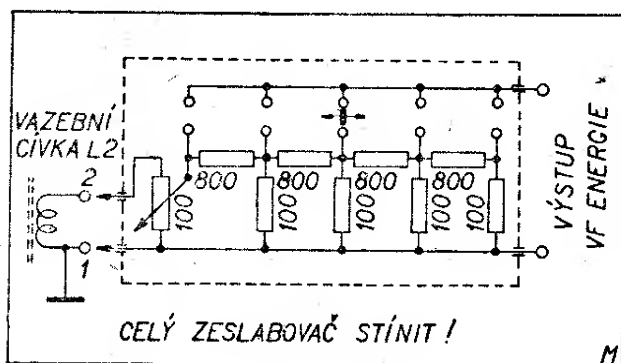 VAZEBNÍ
CÍVKA L2
2
1
100
800
800
800
800
100
100
100
100
VÝSTUP
VF ENERGIE
CELÝ ZESLABOVAČ STÍNIT!
M